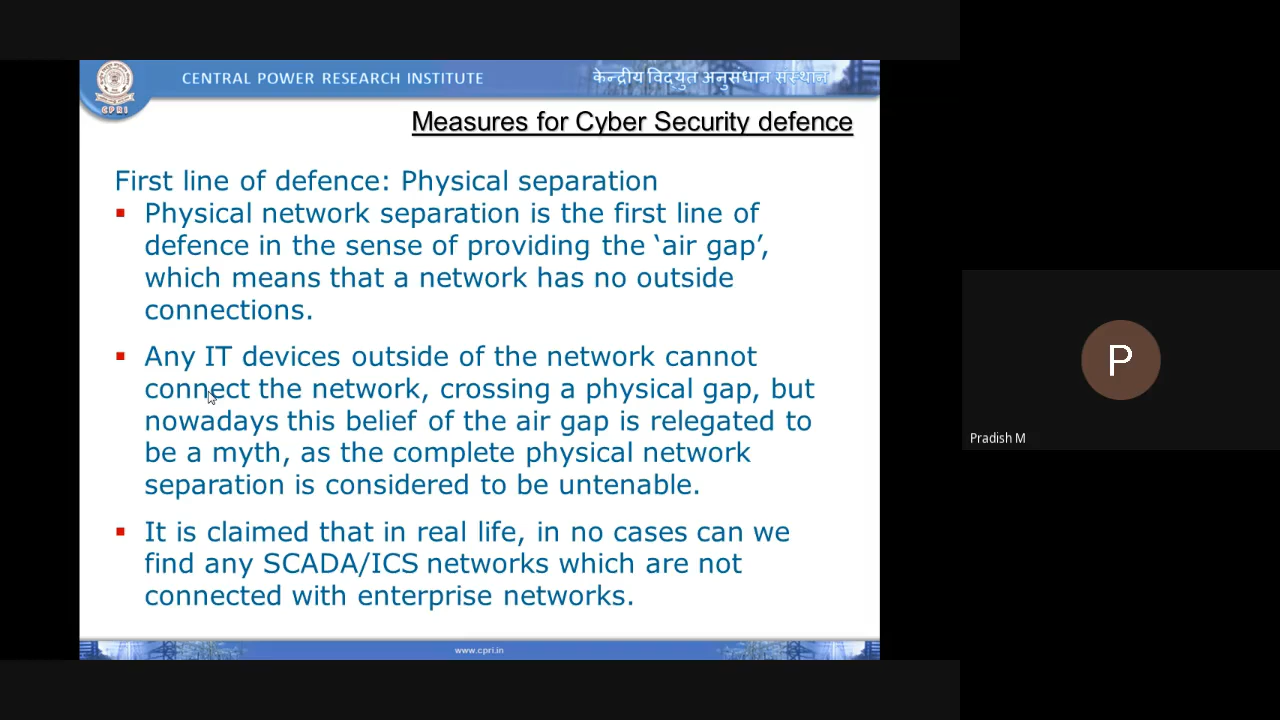 CENTRAL POWER RESEARCH INSTITUTE
केन्द्रीय विद्युत अनुसंधान संस्थान
CPRI
Measures for Cyber Security defence
First line of defence: Physical separation
▪ Physical network separation is the first line of
defence in the sense of providing the ‘air gap’,
which means that a network has no outside
connections.
▪ Any IT devices outside of the network cannot
connect the network, crossing a physical gap, but
nowadays this belief of the air gap is relegated to
be a myth, as the complete physical network
separation is considered to be untenable.
▪ It is claimed that in real life, in no cases can we
find any SCADA/ICS networks which are not
connected with enterprise networks.
www.cpri.in
P
Pradish M